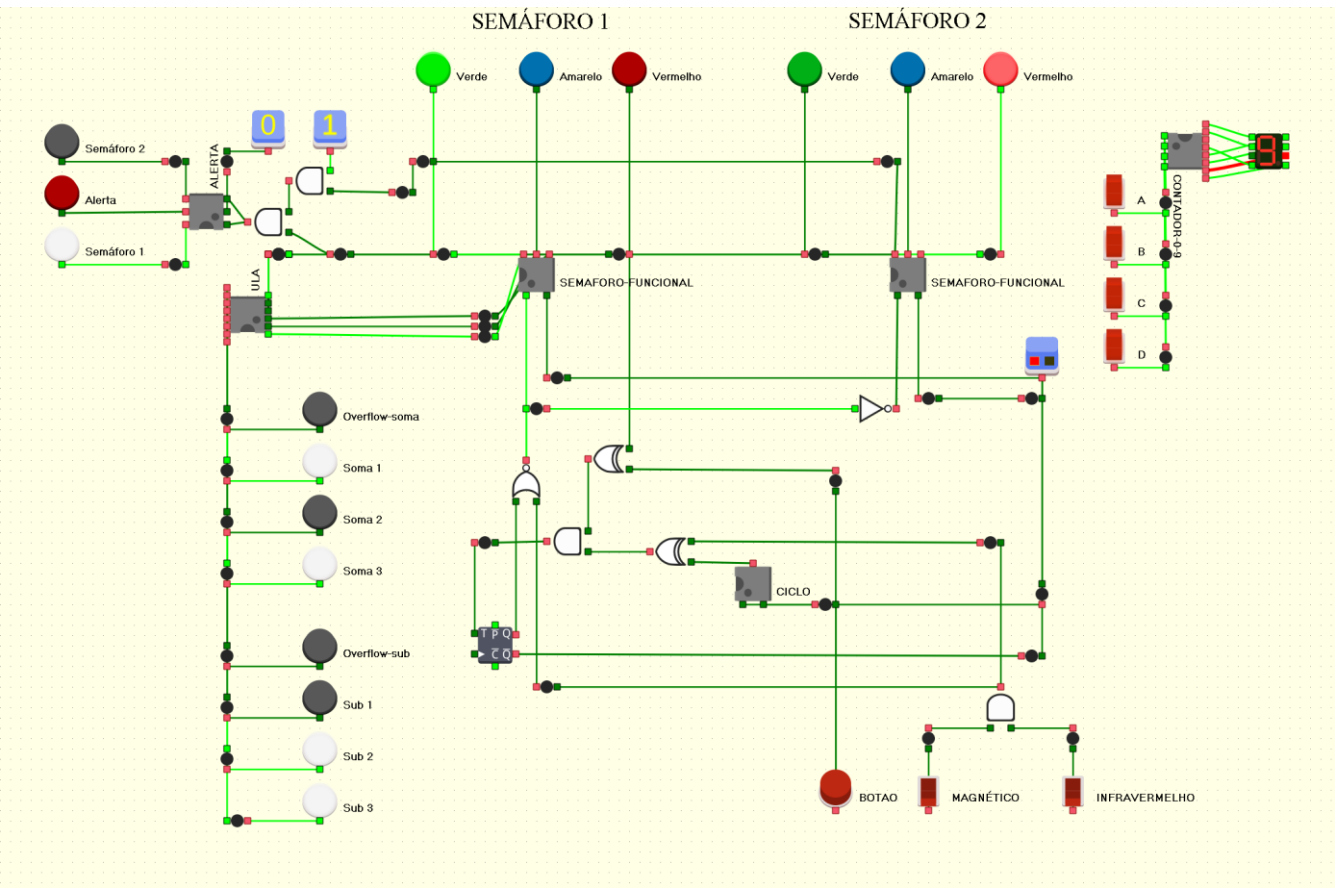 SEMÁFORO 1
SEMÁFORO 2
Verde
Amarelo
Vermelho
Verde
Amarelo
Vermelho
0
1
Semáforo 2
ALERTA
Alerta
Semáforo 1
9
CONTADOR-0-9
A
B
C
D
ULA
SEMAFORO-FUNCIONAL
SEMAFORO-FUNCIONAL
Overflow-soma
Soma 1
Soma 2
Soma 3
CICLO
T P Q
C Q
Overflow-sub
Sub 1
Sub 2
Sub 3
BOTAO
MAGNÉTICO
INFRAVERMELHO